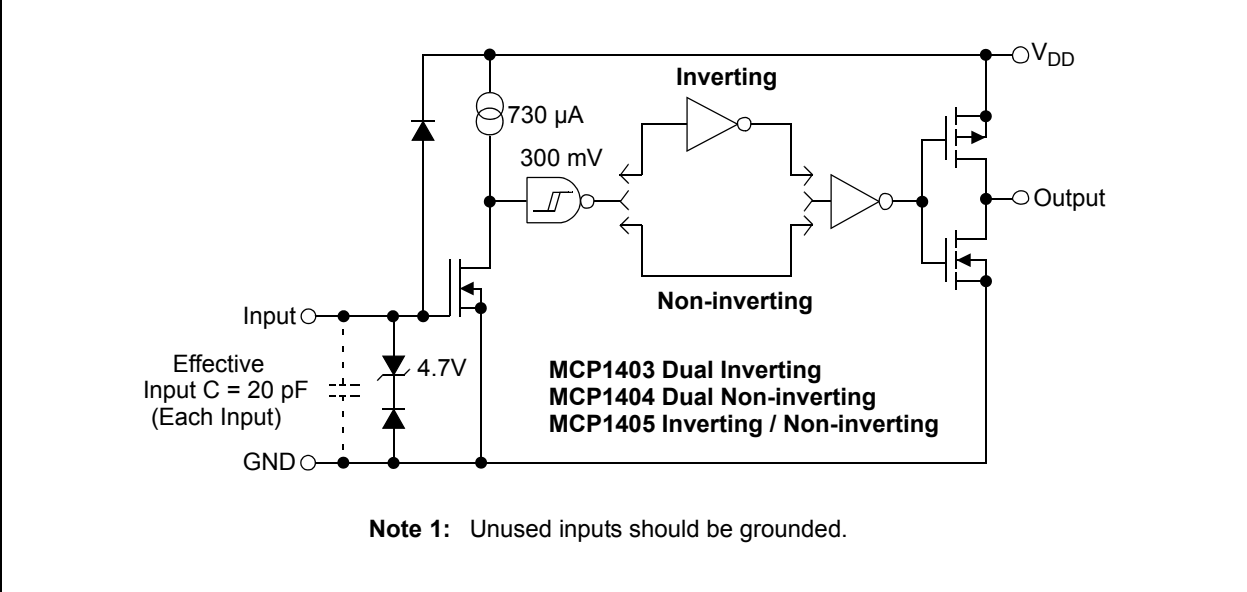 V_DD
Inverting
730 µA
300 mV
Output
Non-inverting
Input
Effective
Input C = 20 pF
(Each Input)
4.7V
MCP1403 Dual Inverting
MCP1404 Dual Non-inverting
MCP1405 Inverting / Non-inverting
GND
Note 1: Unused inputs should be grounded.